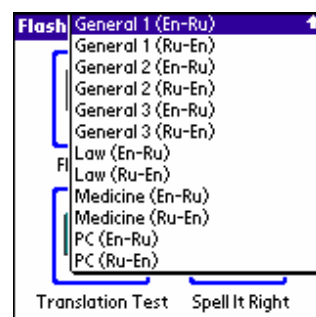 Flash
General 1 (En-Ru)
General 1 (Ru-En)
General 2 (En-Ru)
General 2 (Ru-En)
General 3 (En-Ru)
General 3 (Ru-En)
Law (En-Ru)
Law (Ru-En)
Medicine (En-Ru)
Medicine (Ru-En)
PC (En-Ru)
PC (Ru-En)
Fl
Translation Test Spell It Right